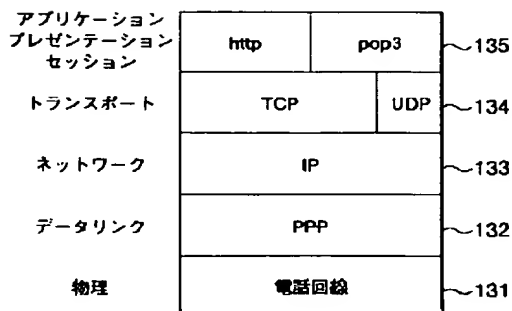 アプリケーション
プレゼンテーション
セッション
http
pop3
135
トランスポート
TCP
UDP
134
ネットワーク
IP
133
データリンク
PPP
132
物理
電話回線
131